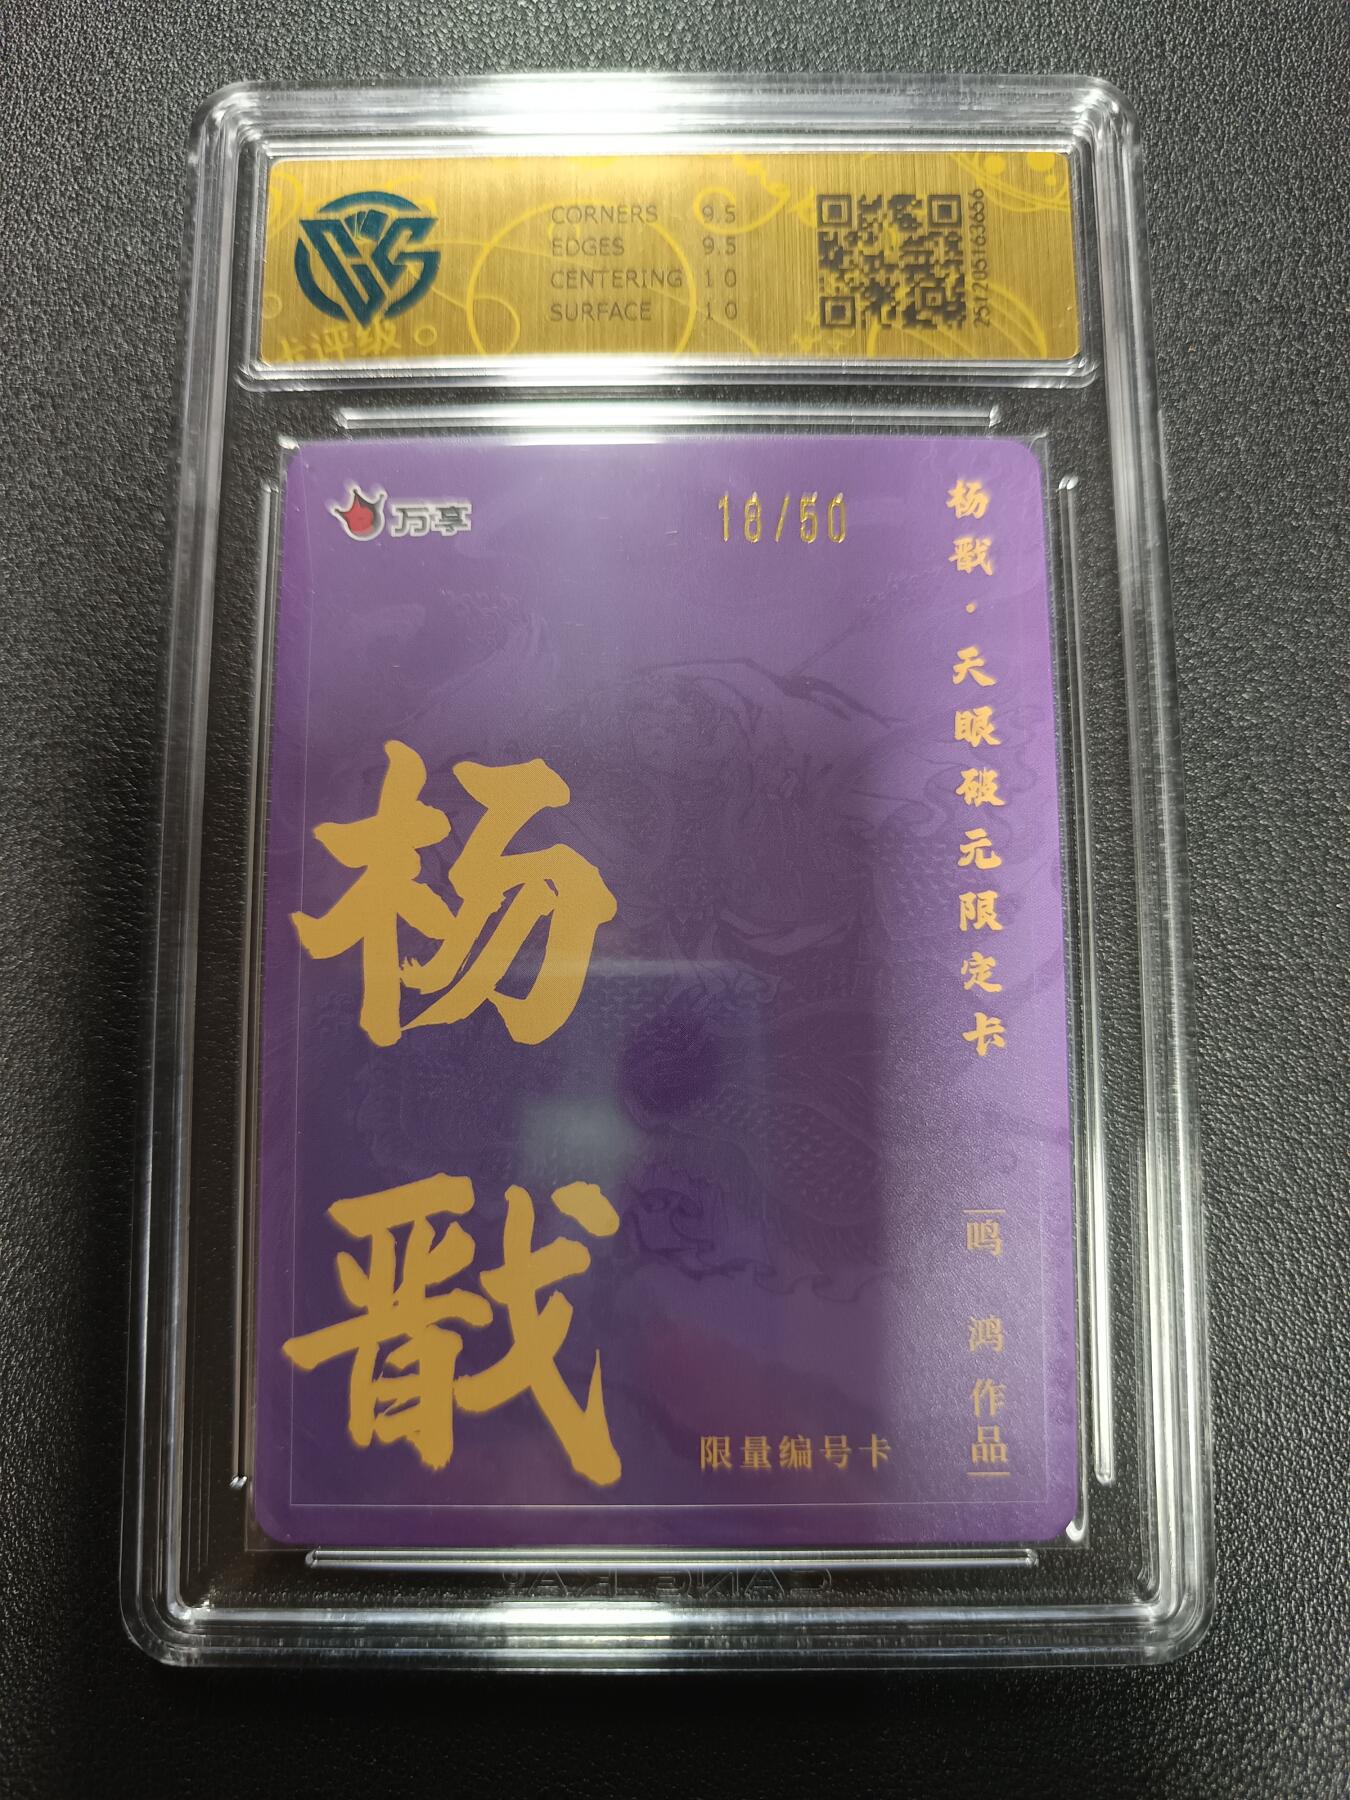 CORNERS 9.5
EDGES 9.5
CENTERING 10
SURFACE 10
251205163636
卡评级
万享
18/50
杨戬·天眼破元限定卡
杨戬
鸣鸿作品
限量编号卡